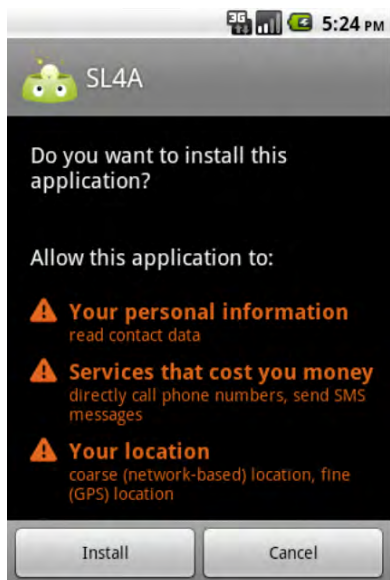 3G 5:24 PM
SL4A
Do you want to install this
application?
Allow this application to:
Your personal information
read contact data
Services that cost you money
directly call phone numbers, send SMS
messages
Your location
coarse (network-based) location, fine
(GPS) location
Install Cancel